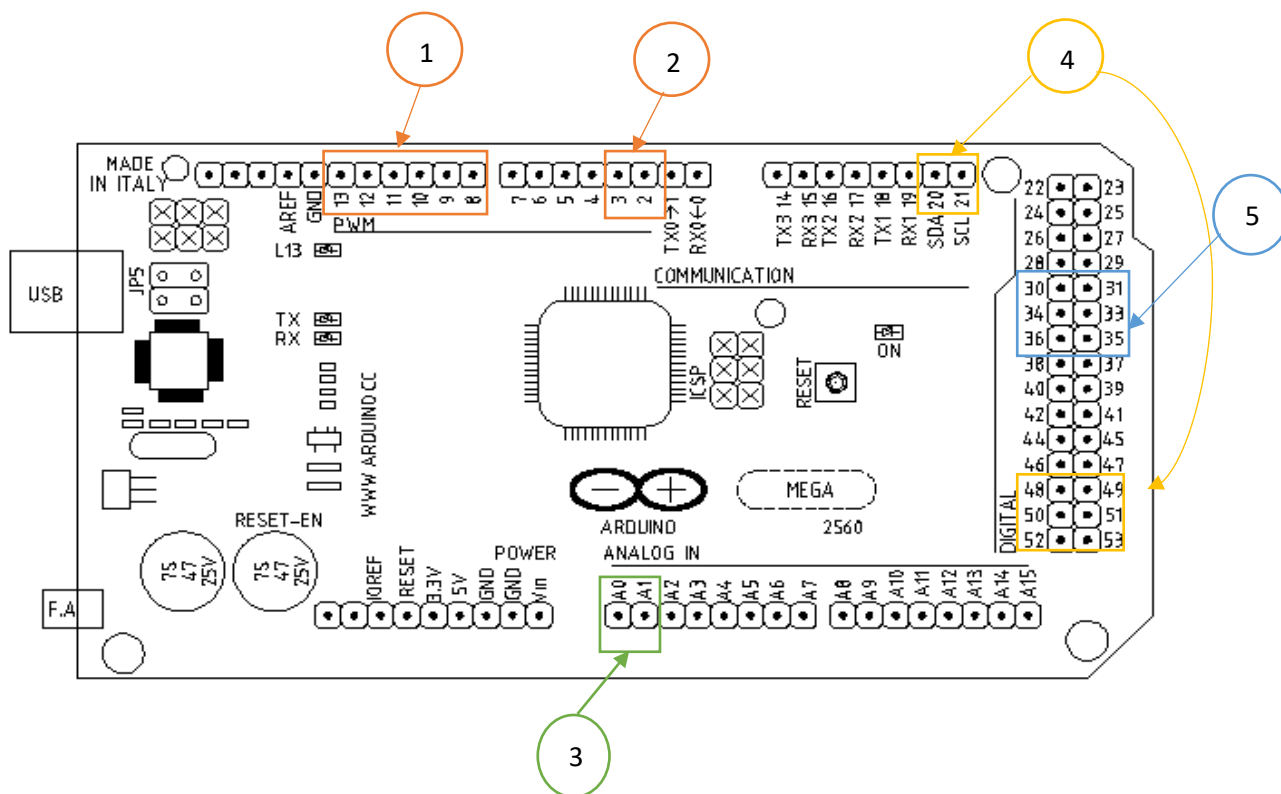 1
2
4
5
3
MADE
IN ITALY
AREF
GND
13
12
11
10
9
8
PWM
7
6
5
4
3
2
TX0→1
RX0←0
TX3 14
RX3 15
TX2 16
RX2 17
TX1 18
RX1 19
SDA 20
SCL 21
COMMUNICATION
L13
JP5
USB
TX
RX
WWW.ARDUINO.CC
ICSP
RESET
ON
22 23
24 25
26 27
28 29
30 31
34 33
36 35
38 37
40 39
42 41
44 45
46 47
48 49
50 51
52 53
DIGITAL
ARDUINO
MEGA
2560
RESET-EN
75
47
25V
75
47
25V
F.A
POWER
IOREF
RESET
3.3V
5V
GND
GND
Vin
ANALOG IN
A0
A1
A2
A3
A4
A5
A6
A7
A8
A9
A10
A11
A12
A13
A14
A15